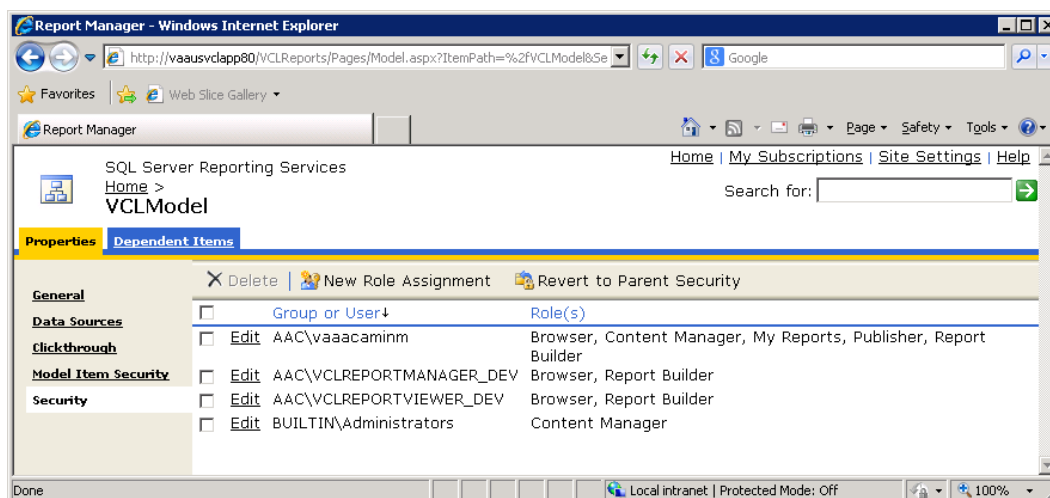 Report Manager - Windows Internet Explorer
http://vaausvclapp80/VCLReports/Pages/Model.aspx?ItemPath=%2fVCLModel&Se
Google
Favorites
Web Slice Gallery
Report Manager
Page
Safety
Tools
SQL Server Reporting Services
Home | My Subscriptions | Site Settings | Help
Home >
VCLModel
Search for:
Properties
Dependent Items
Delete | New Role Assignment
Revert to Parent Security
General
Data Sources
Clickthrough
Model Item Security
Security
Group or User↓
Role(s)
Edit AAC\vaaacaminm
Browser, Content Manager, My Reports, Publisher, Report
Builder
Edit AAC\VCLREPORTMANAGER_DEV
Browser, Report Builder
Edit AAC\VCLREPORTVIEWER_DEV
Browser, Report Builder
Edit BUILTIN\Administrators
Content Manager
Done
Local intranet | Protected Mode: Off
100%